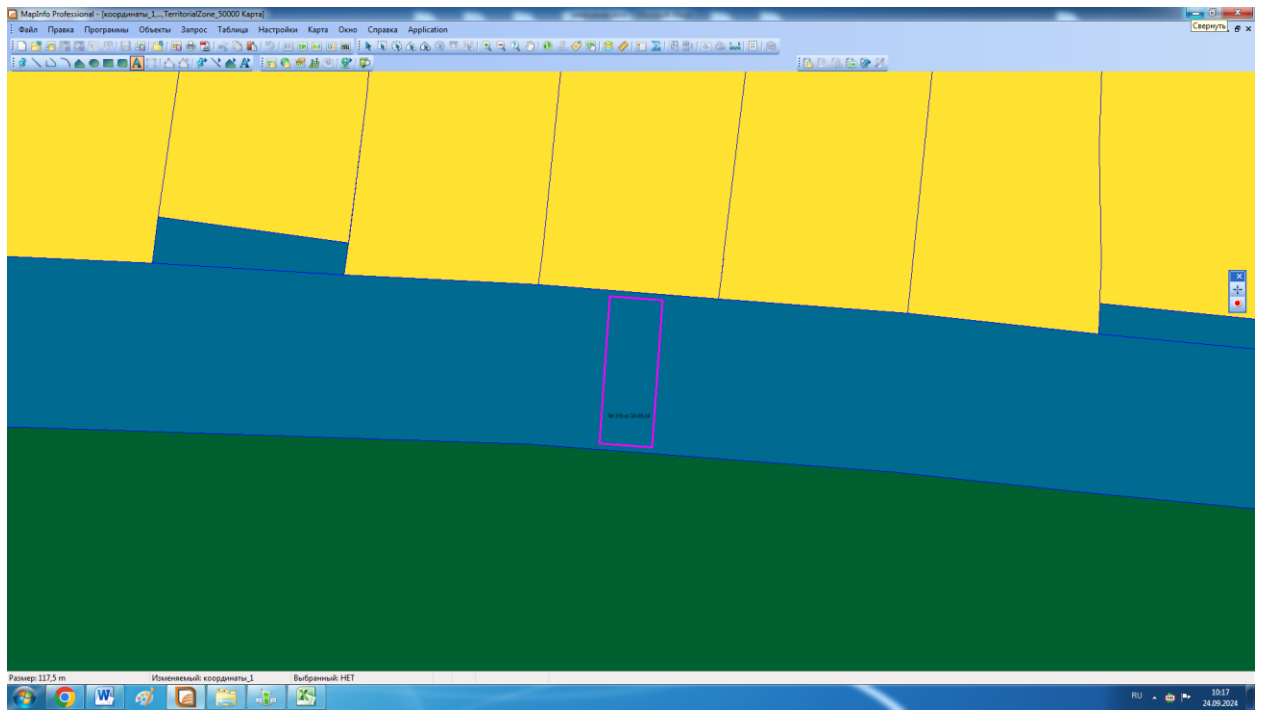 MapInfo Professional - [координаты_1,...,TerritorialZone_50000 Карта]
Свернуть
Файл Правка Программы Объекты Запрос Таблица Настройки Карта Окно Справка Application
Размер: 117,5 m Изменяемый: координаты_1 Выбранный: НЕТ
RU
10:17
24.09.2024